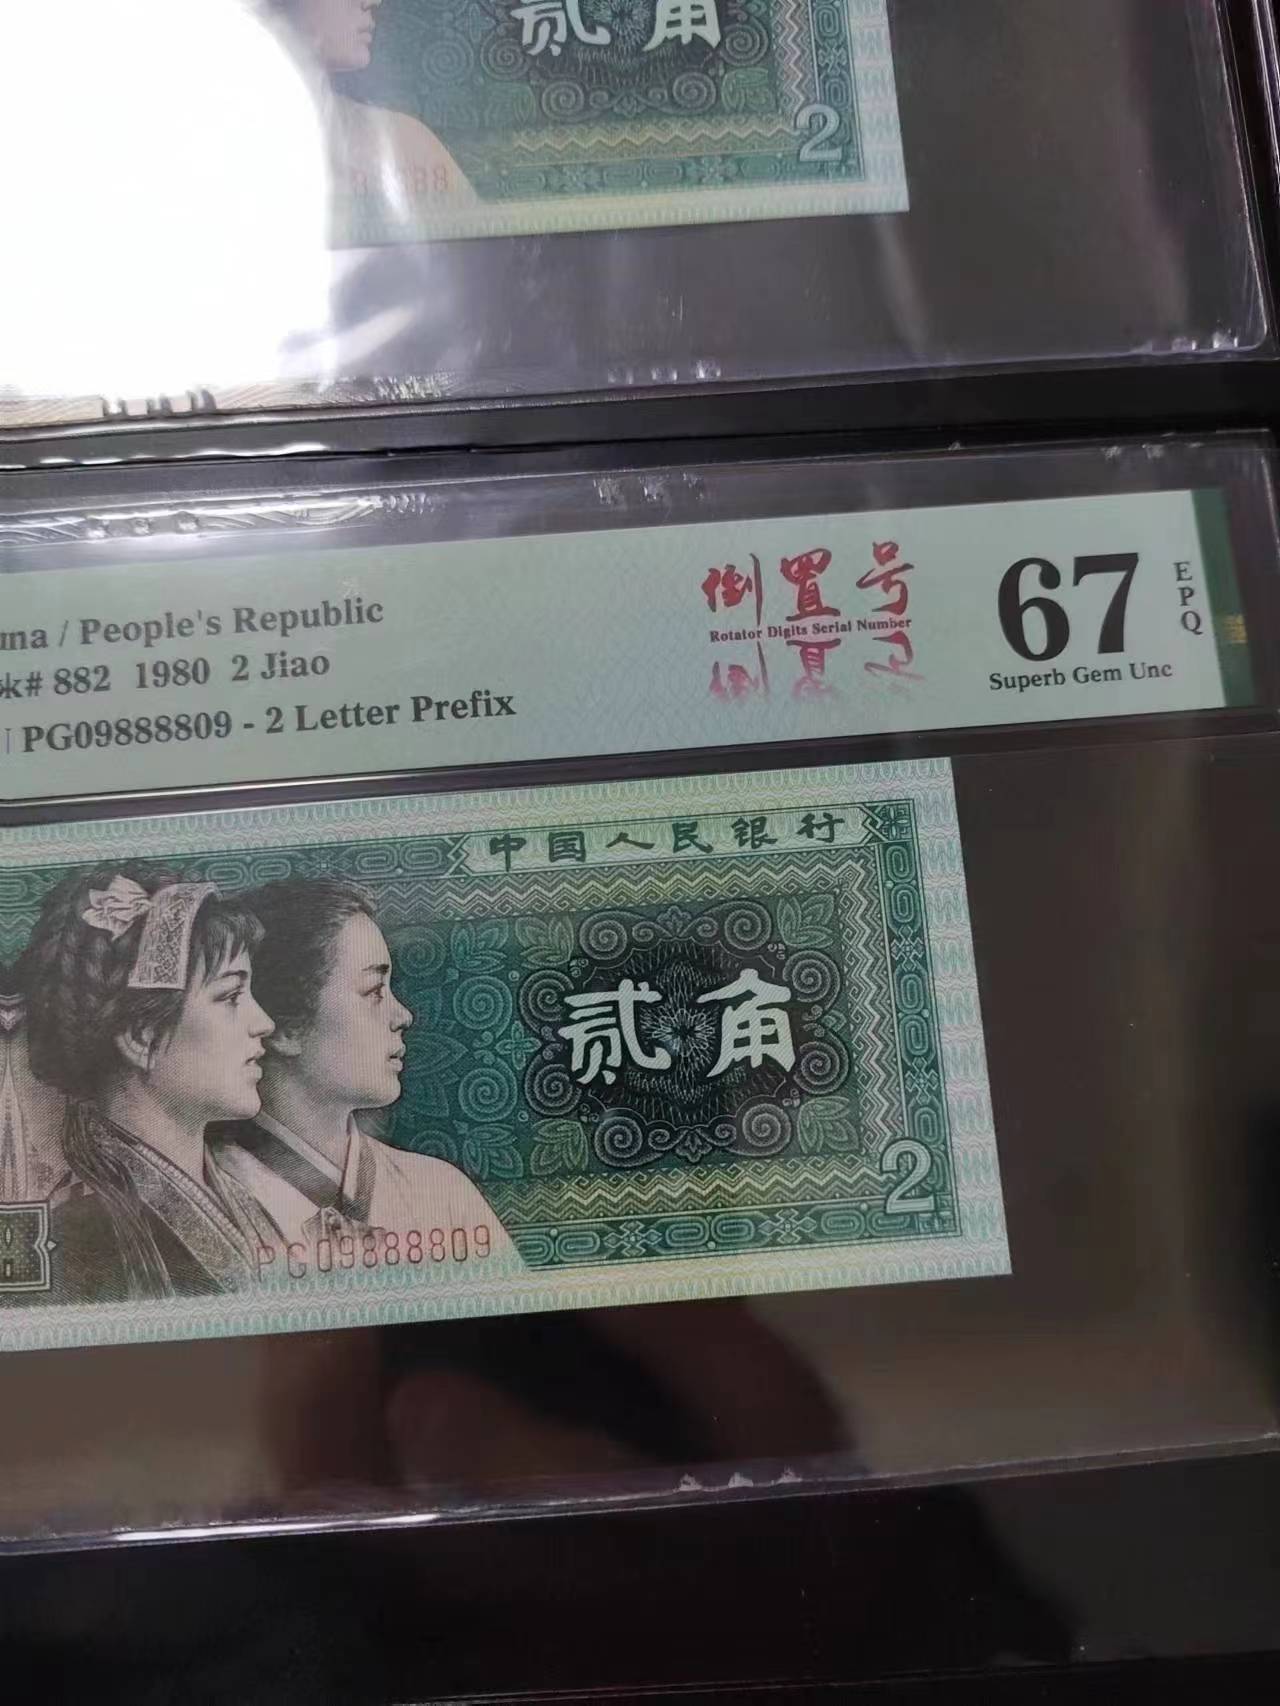 贰角
2
una / People's Republic
k# 882 1980 2 Jiao
PG09888809 - 2 Letter Prefix
倒置号
Rotator Digits Serial Number
67
EPQ
Superb Gem Unc
中国人民银行
贰角
2
PG09888809